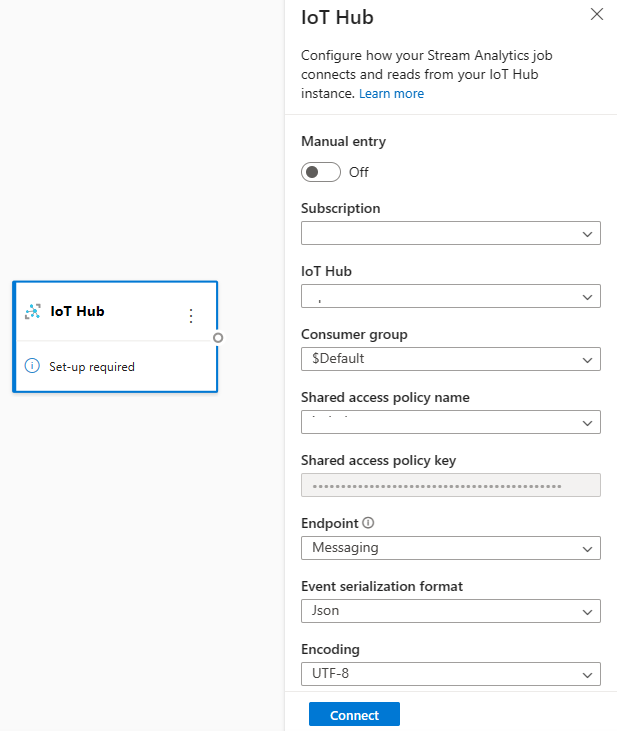 IoT Hub
Configure how your Stream Analytics job
connects and reads from your IoT Hub
instance. Learn more
Manual entry
Off
Subscription
IoT Hub
Consumer group
$Default
Shared access policy name
Shared access policy key
••••••••••••••••••••••••••••••••••••••••••••
Endpoint
Messaging
Event serialization format
Json
Encoding
UTF-8
Connect
IoT Hub
Set-up required